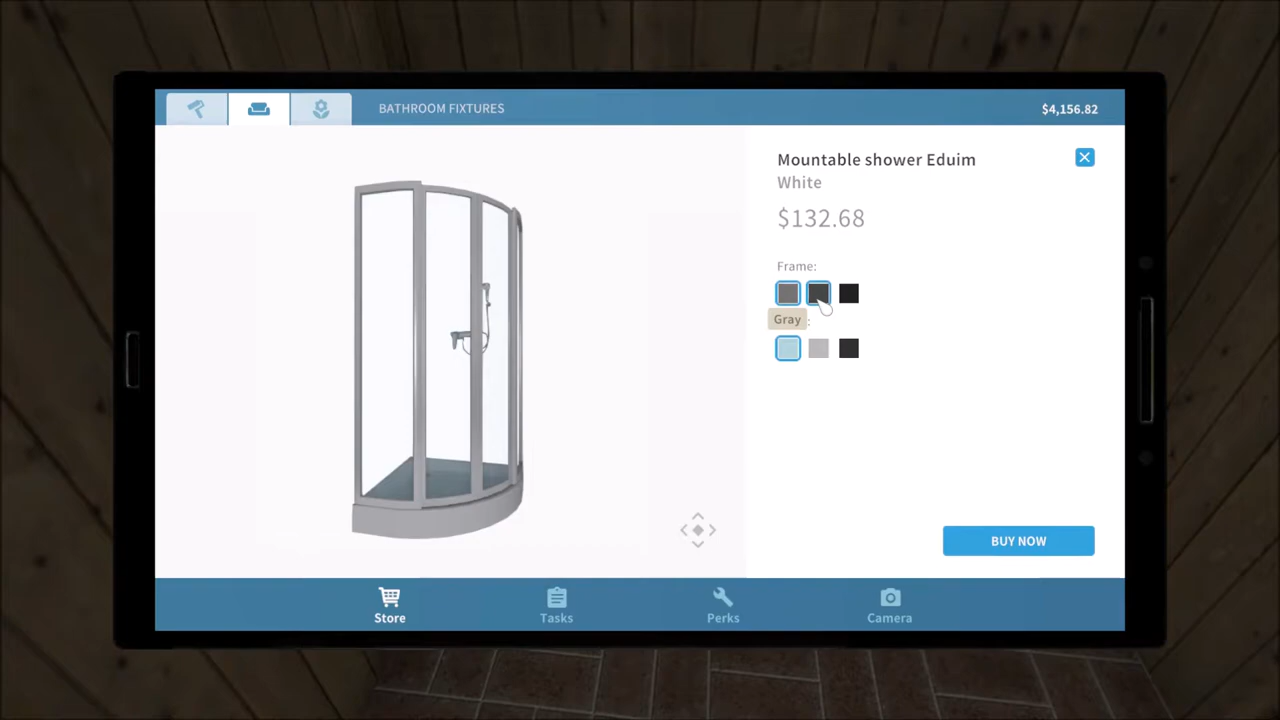 BATHROOM FIXTURES
$4,156.82
Mountable shower Eduim
White
$132.68
Frame:
Gray
:
BUY NOW
Store
Tasks
Perks
Camera